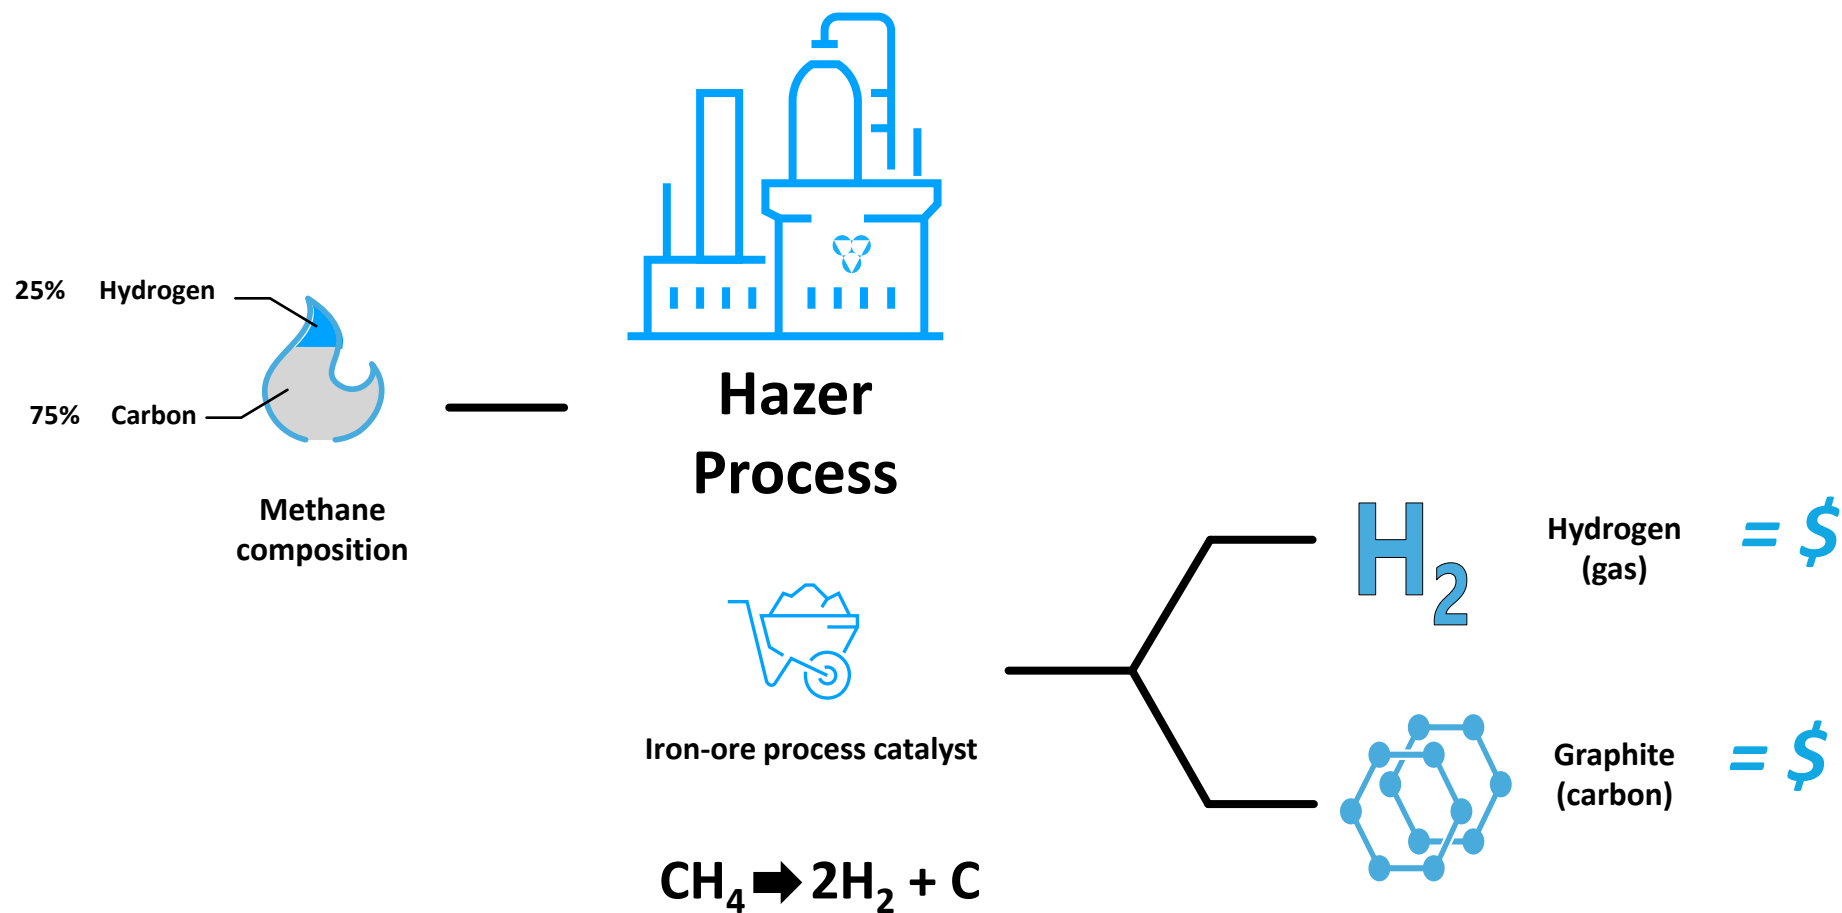 25% Hydrogen
75% Carbon
Methane
composition
Hazer
Process
Iron-ore process catalyst
CH₄ ➡ 2H₂ + C
H₂
Hydrogen
(gas)
= $
Graphite
(carbon)
= $